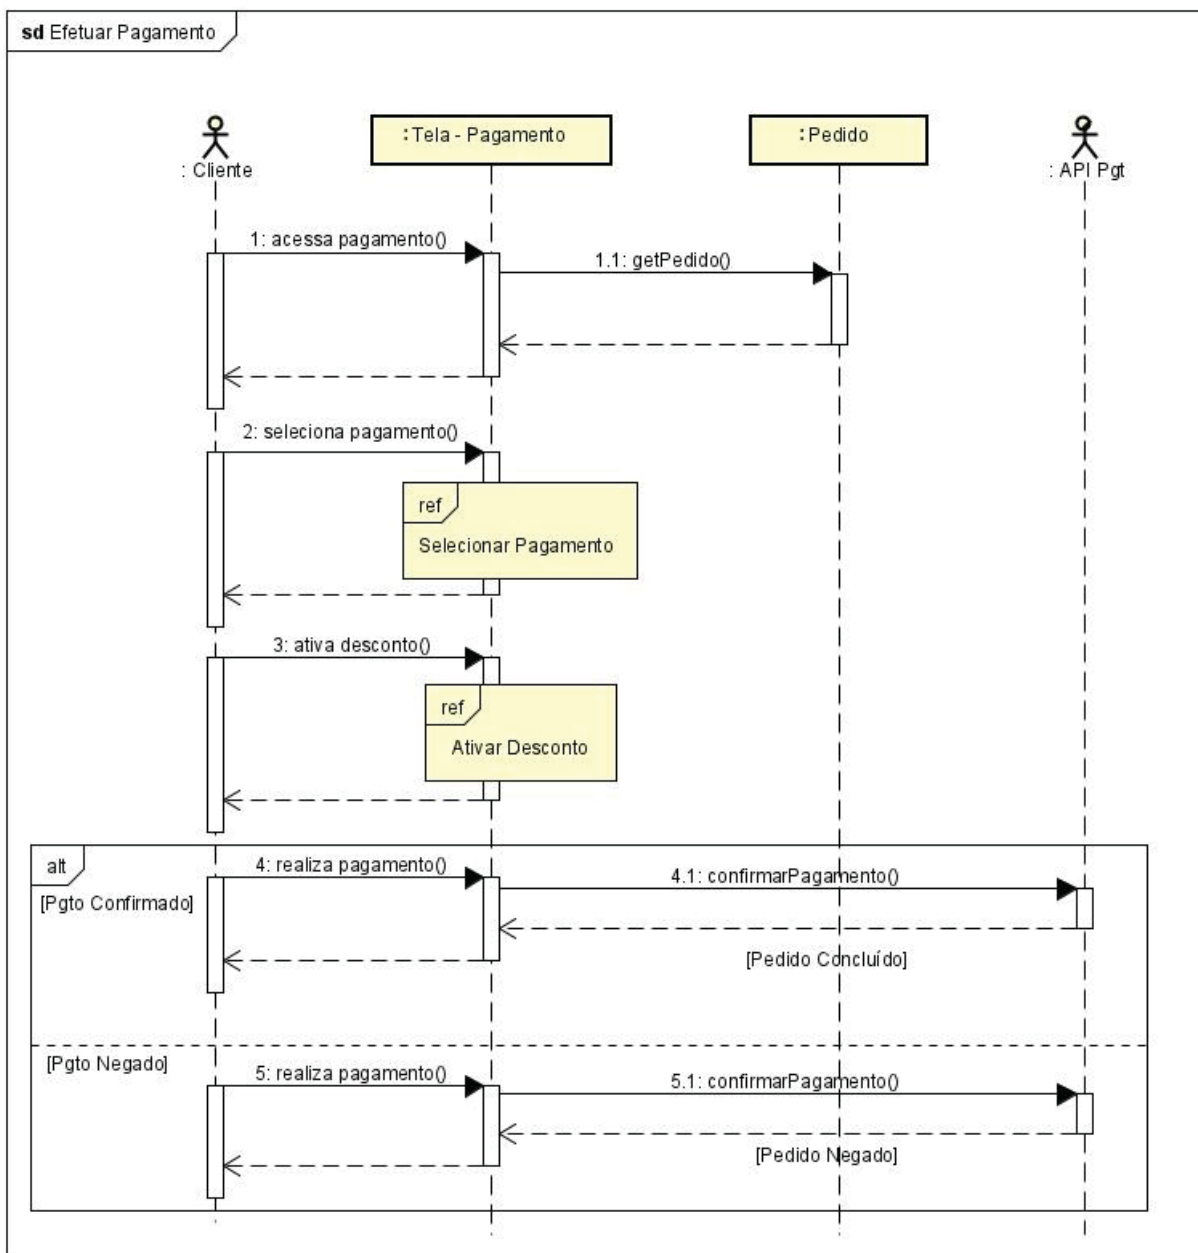 sd Efetuar Pagamento
: Cliente
: Tela - Pagamento
: Pedido
: API Pgt
1: acessa pagamento()
1.1: getPedido()
2: seleciona pagamento()
ref
Selecionar Pagamento
3: ativa desconto()
ref
Ativar Desconto
alt
[Pgto Confirmado]
4: realiza pagamento()
4.1: confirmarPagamento()
[Pedido Concluído]
[Pgto Negado]
5: realiza pagamento()
5.1: confirmarPagamento()
[Pedido Negado]